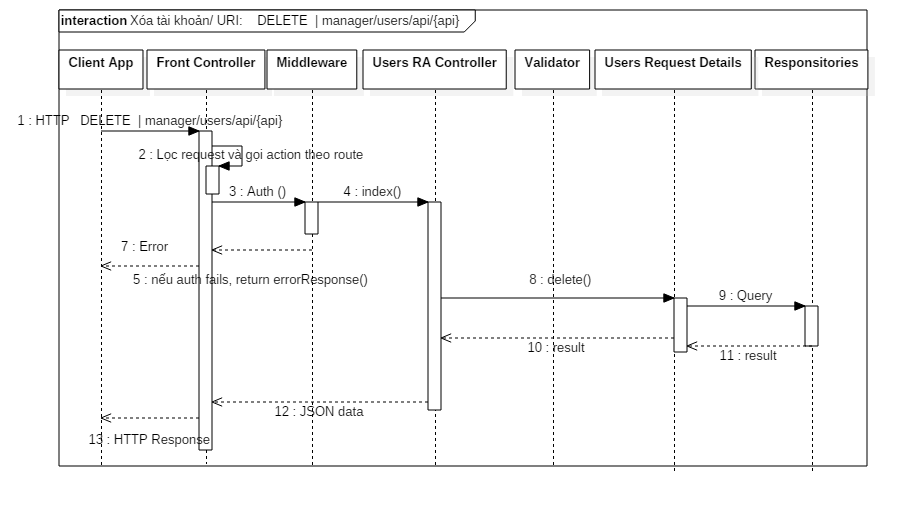 interaction Xóa tài khoản/ URI: DELETE | manager/users/api/{api}
Client App
Front Controller
Middleware
Users RA Controller
Validator
Users Request Details
Responsitories
1 : HTTP DELETE | manager/users/api/{api}
2 : Lọc request và gọi action theo route
3 : Auth ()
4 : index()
7 : Error
5 : nếu auth fails, return errorResponse()
8 : delete()
9 : Query
10 : result
11 : result
12 : JSON data
13 : HTTP Response